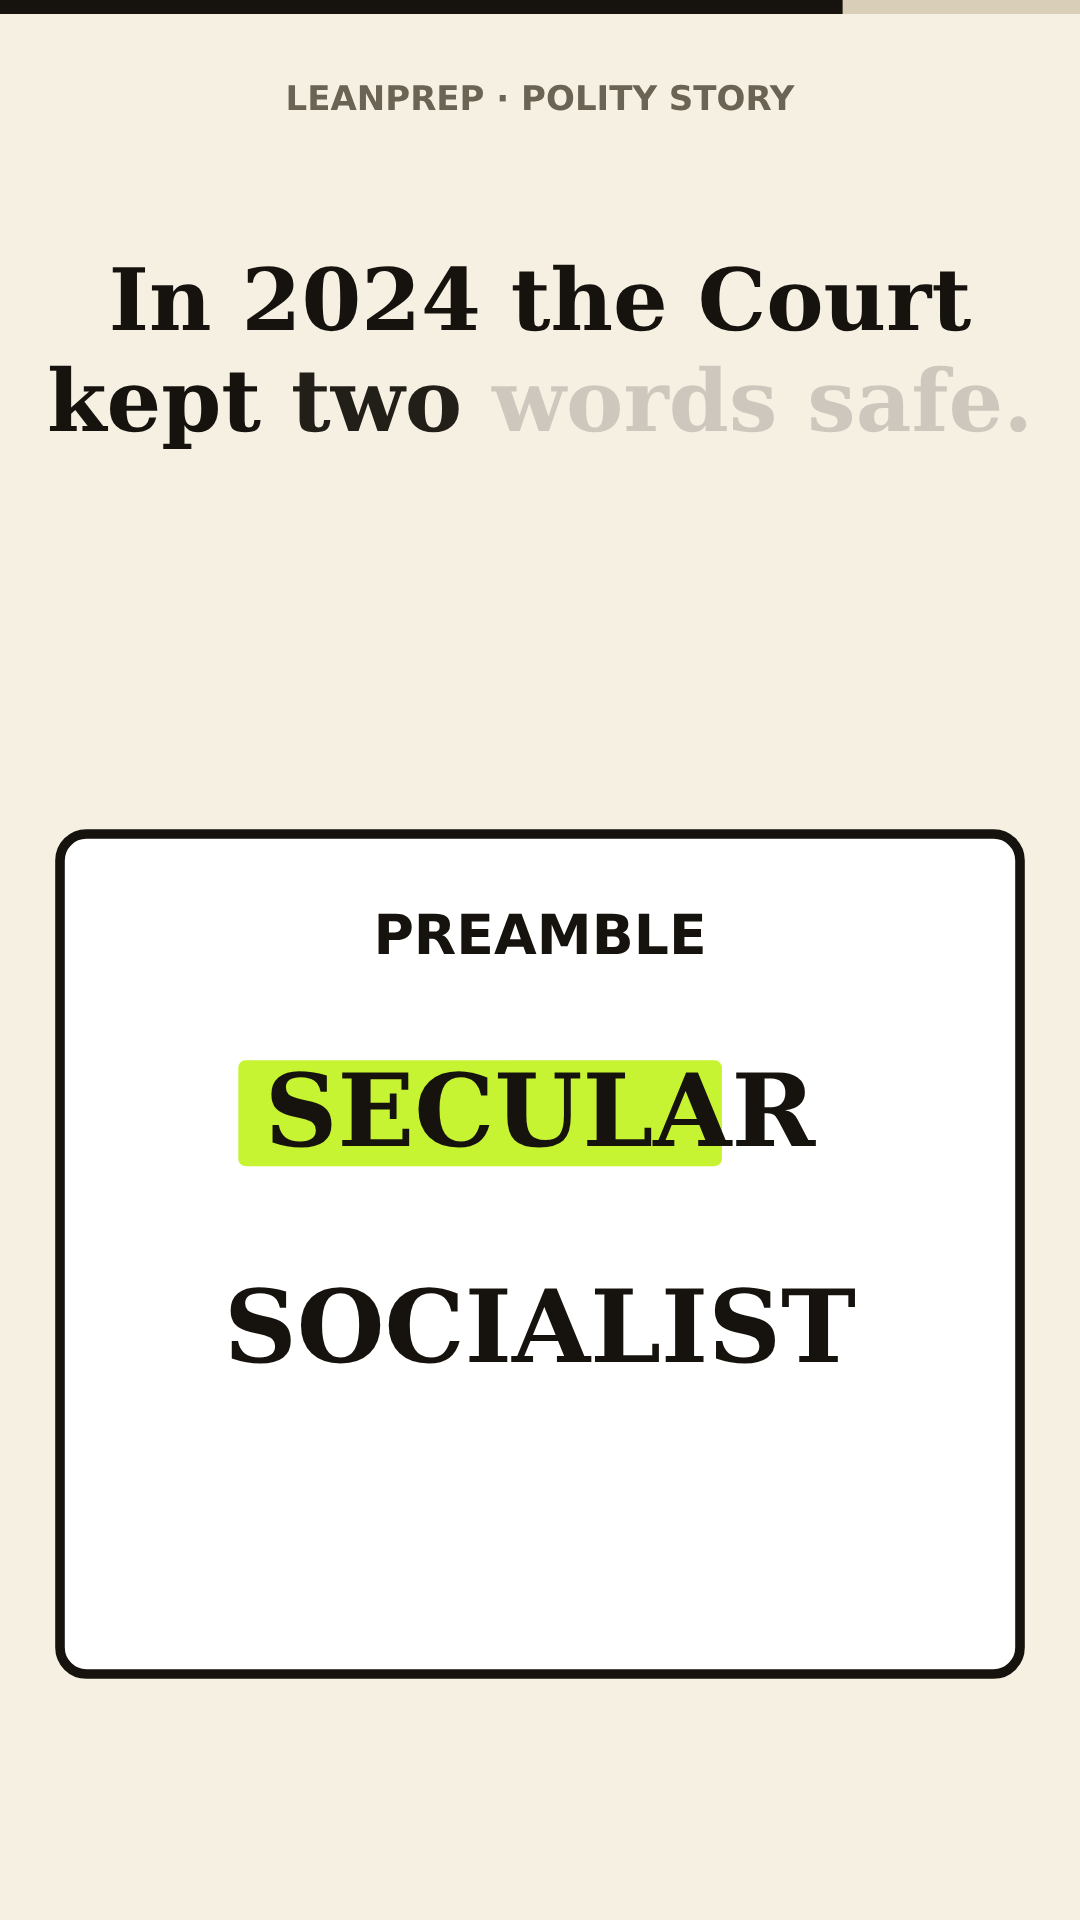 LEANPREP · POLITY STORY
In 2024 the Court
kept two words safe.
PREAMBLE
SECULAR
SOCIALIST